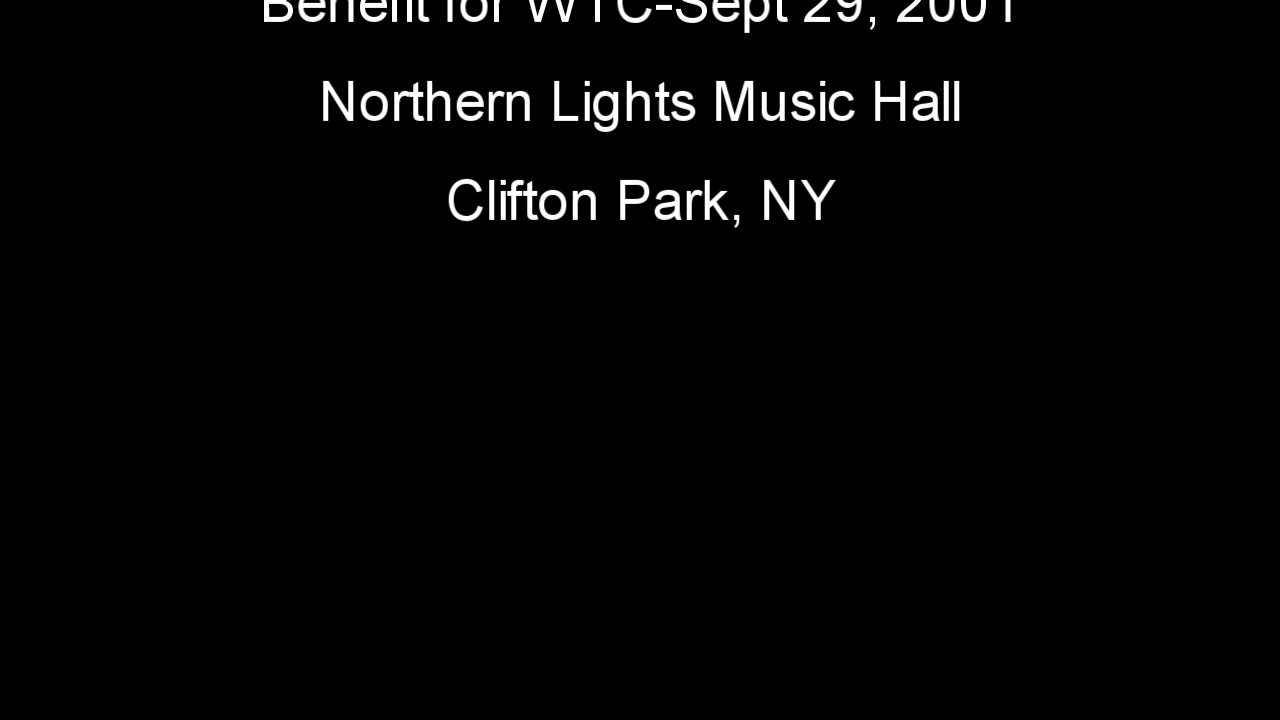 Benefit for WTC-Sept 29, 2001
Northern Lights Music Hall
Clifton Park, NY